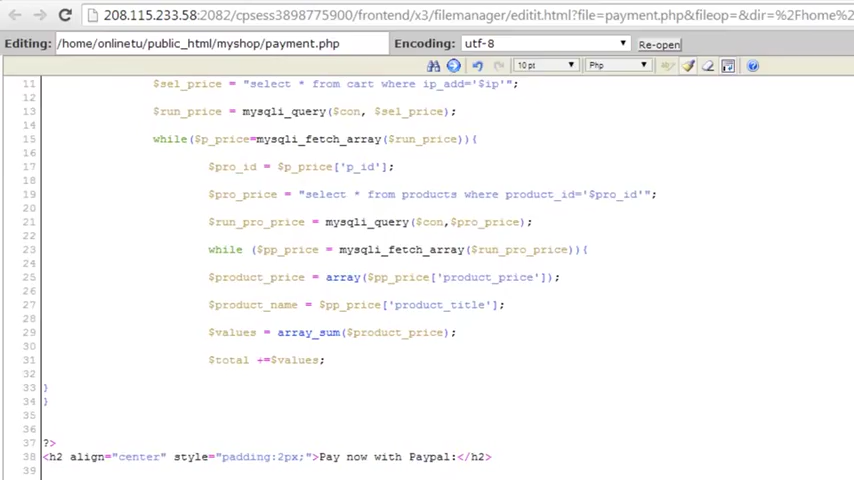 208.115.233.58:2082/cpsess3898775900/frontend/x3/filemanager/editit.html?file=payment.php&fileop=&dir=%2Fhome%2
Editing: /home/onlinetu/public_html/myshop/payment.php Encoding: utf-8 Re-open
10 pt Php
11 $sel_price = "select * from cart where ip_add='$ip'";
12
13 $run_price = mysqli_query($con, $sel_price);
14
15 while($p_price=mysqli_fetch_array($run_price)){
16
17 $pro_id = $p_price['p_id'];
18
19 $pro_price = "select * from products where product_id='$pro_id'";
20
21 $run_pro_price = mysqli_query($con,$pro_price);
22
23 while ($pp_price = mysqli_fetch_array($run_pro_price)){
24
25 $product_price = array($pp_price['product_price']);
26
27 $product_name = $pp_price['product_title'];
28
29 $values = array_sum($product_price);
30
31 $total +=$values;
32
33 }
34 }
35
36
37 ?>
38 <h2 align="center" style="padding:2px;">Pay now with Paypal:</h2>
39